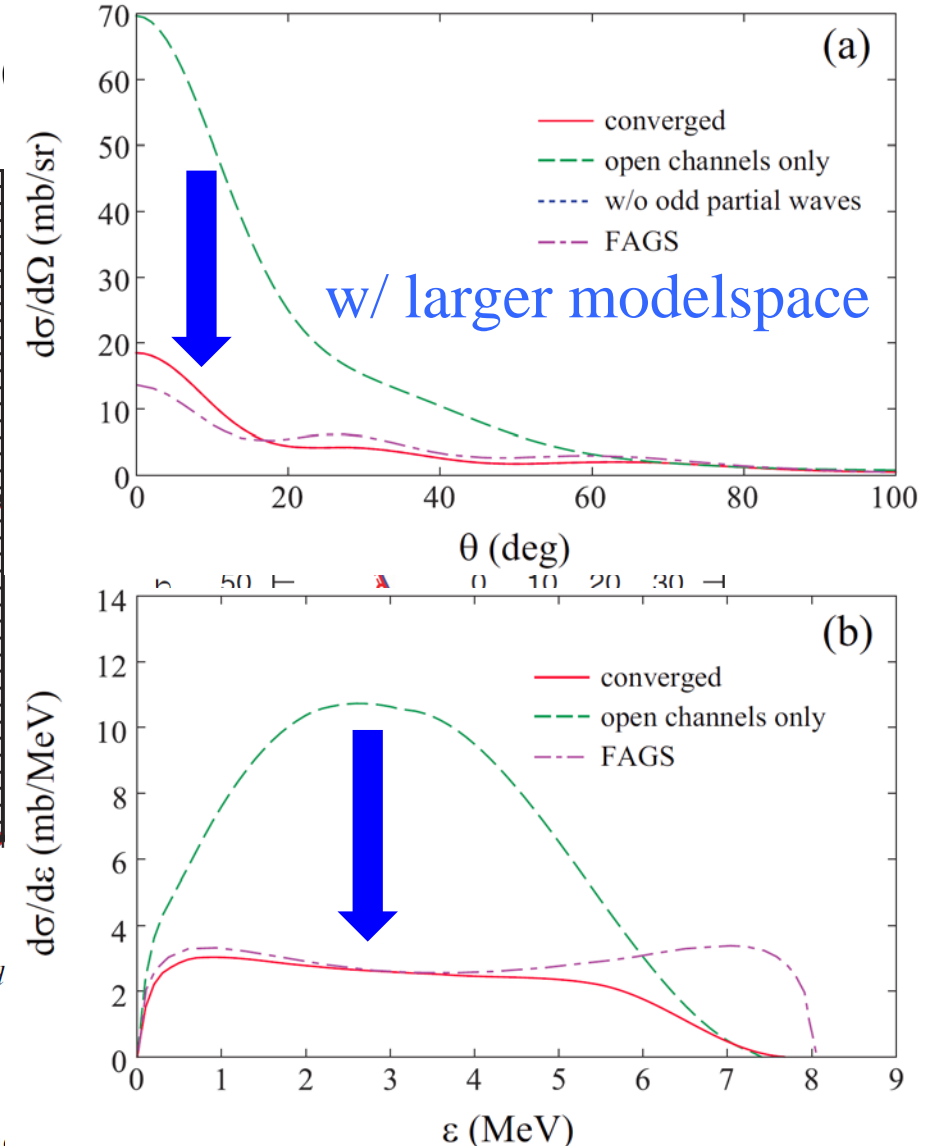 (a)
70
60
50
40
30
20
10
0
dσ/dΩ (mb/sr)
converged
open channels only
w/o odd partial waves
FAGS
w/ larger modelspace
0 20 40 60 80 100
θ (deg)
50 0 10 20 30
(b)
14
12
10
8
6
4
2
0
dσ/dε (mb/MeV)
converged
open channels only
FAGS
0 1 2 3 4 5 6 7 8 9
ε (MeV)